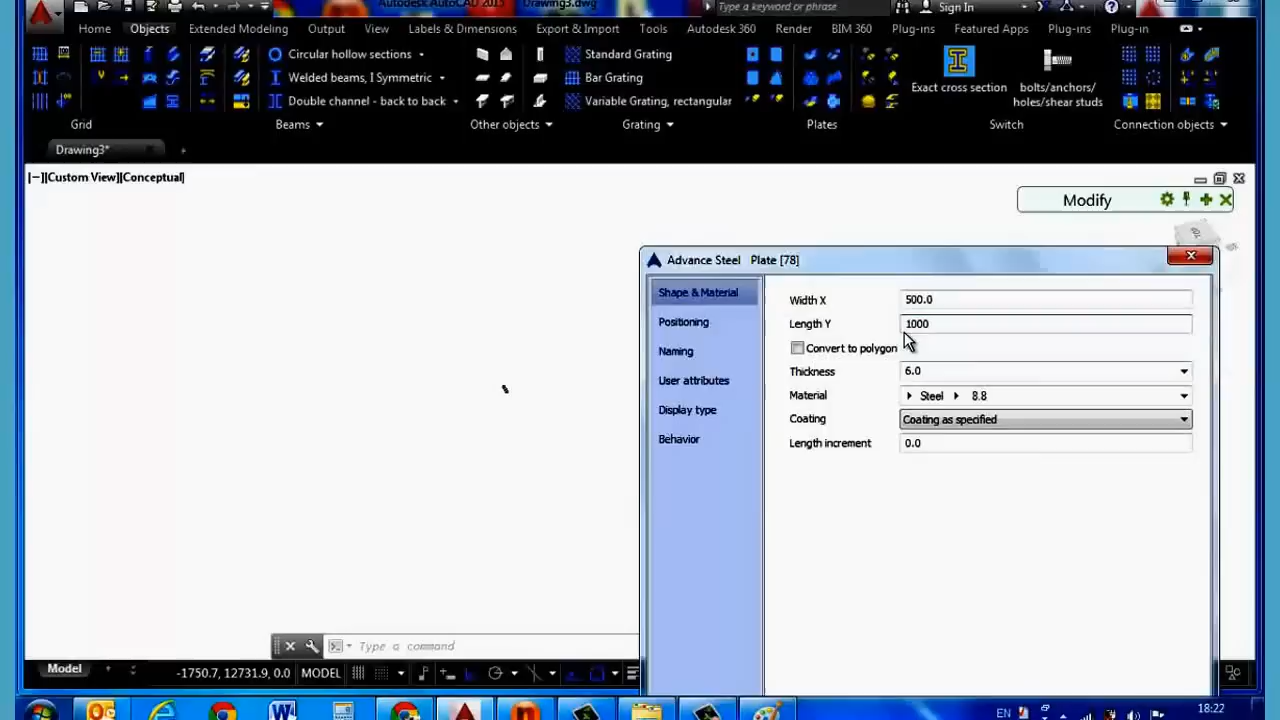 Autodesk AutoCAD 2015 Drawing3.dwg Type a keyword or phrase Sign In
Home Objects Extended Modeling Output View Labels & Dimensions Export & Import Tools Autodesk 360 Render BIM 360 Plug-ins Featured Apps Plug-ins Plug-in
Circular hollow sections Standard Grating
Welded beams, I Symmetric Bar Grating
Exact cross section bolts/anchors/
holes/shear studs
Double channel - back to back Variable Grating, rectangular
Grid Beams Other objects Grating Plates Switch Connection objects
Drawing3*
[−][Custom View][Conceptual]
Modify
Advance Steel Plate [78]
Shape & Material
Positioning
Naming
User attributes
Display type
Behavior
Width X 500.0
Length Y 1000
Convert to polygon
Thickness 6.0
Material Steel 8.8
Coating Coating as specified
Length increment 0.0
Type a command
Model -1750.7, 12731.9, 0.0 MODEL
EN 18:22